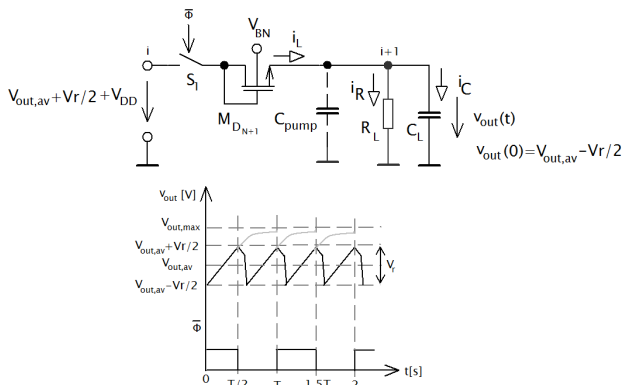 Φ̅
V_BN
i_L
i
i+1
S_1
i_R
i_C
V_out,av + Vr/2 + V_DD
M_D_N+1
C_pump
R_L
C_L
v_out(t)
v_out(0)=V_out,av−Vr/2
v_out [V]
V_out,max
V_out,av+Vr/2
V_out,av
V_out,av−Vr/2
V_r
Φ̅
0
T/2
T
1.5T
2
t[s]